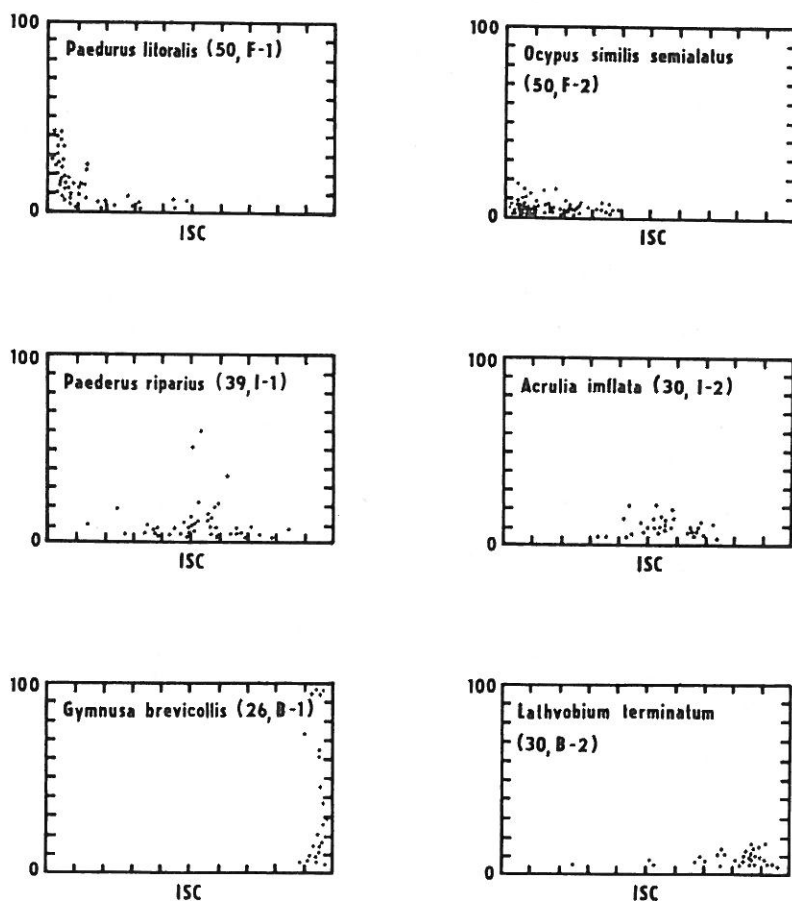 100
Paedurus litoralis (50, F-1)
0
ISC
100
Ocypus similis semialatus
(50, F-2)
0
ISC
100
Paederus riparius (39, I-1)
0
ISC
100
Acrulia imflata (30, I-2)
0
ISC
100
Gymnusa brevicollis (26, B-1)
0
ISC
100
Lathvobium terminatum
(30, B-2)
0
ISC